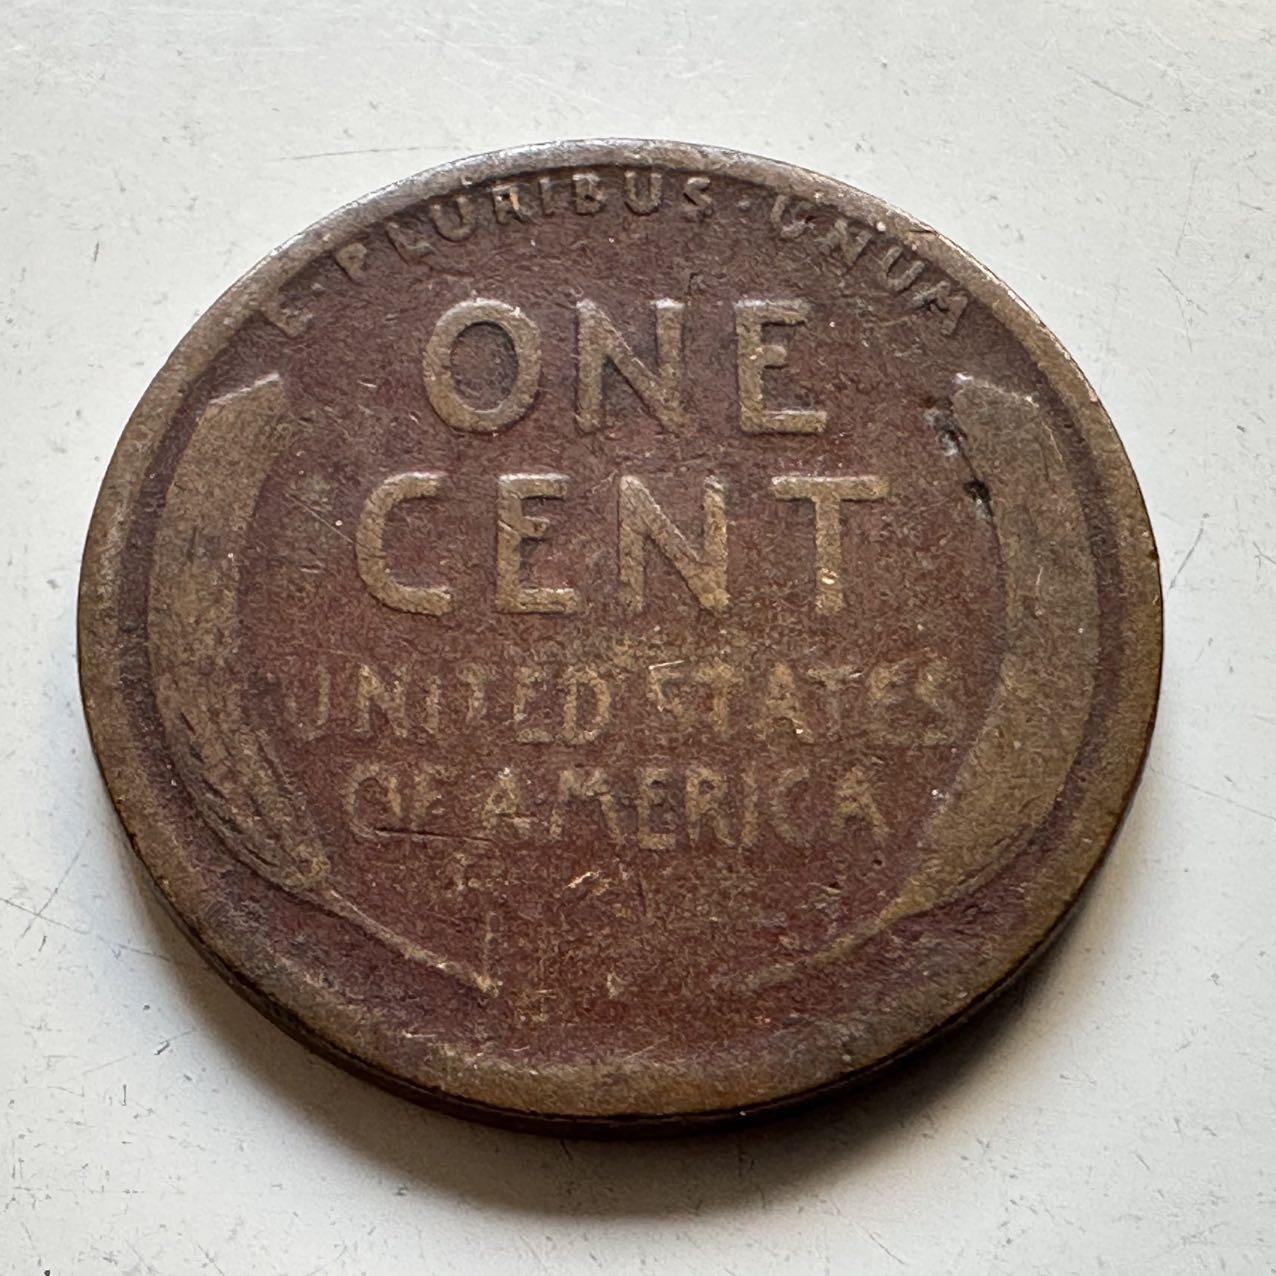 E·PLURIBUS·UNUM
ONE
CENT
UNITED STATES
OF AMERICA